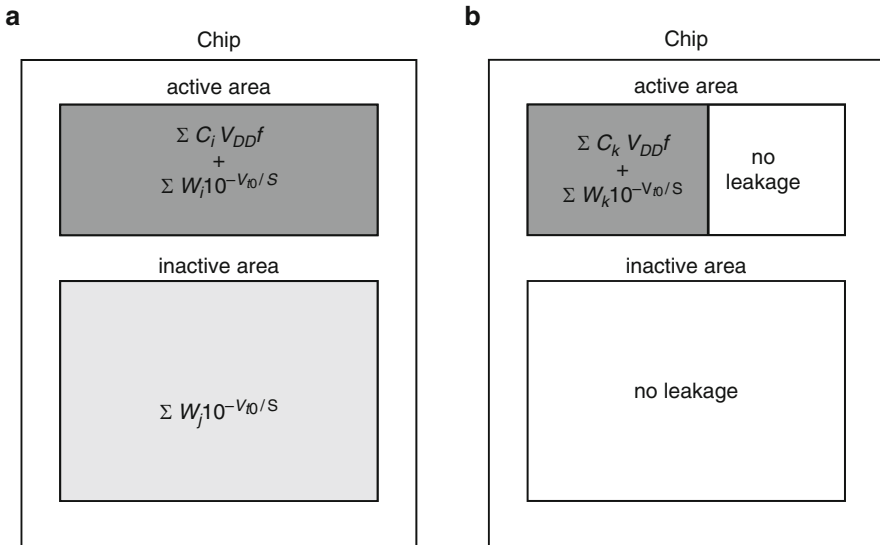 a
Chip
active area
Σ C_i V_DD f
+
Σ W_i 10^{–V_t0/S}
inactive area
Σ W_j 10^{–V_t0/S}
b
Chip
active area
Σ C_k V_DD f
+
Σ W_k 10^{–V_t0/S}
no
leakage
inactive area
no leakage